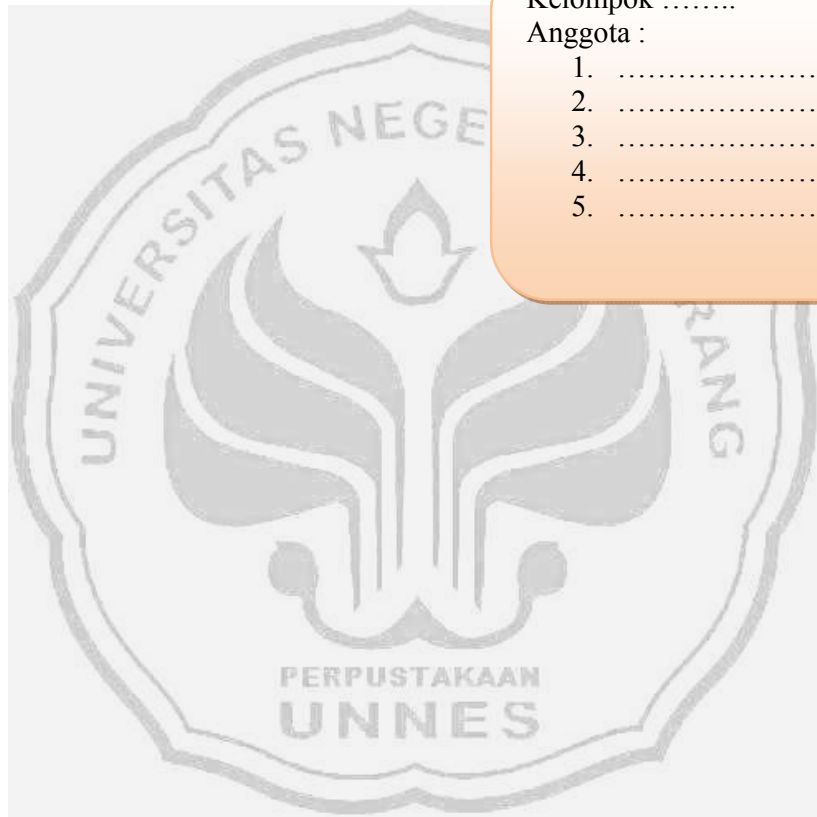 Kelompok ……..
Anggota :
1. …………………
2. …………………
3. …………………
4. …………………
5. …………………
UNIVERSITAS NEGE
RANG
PERPUSTAKAAN
UNNES